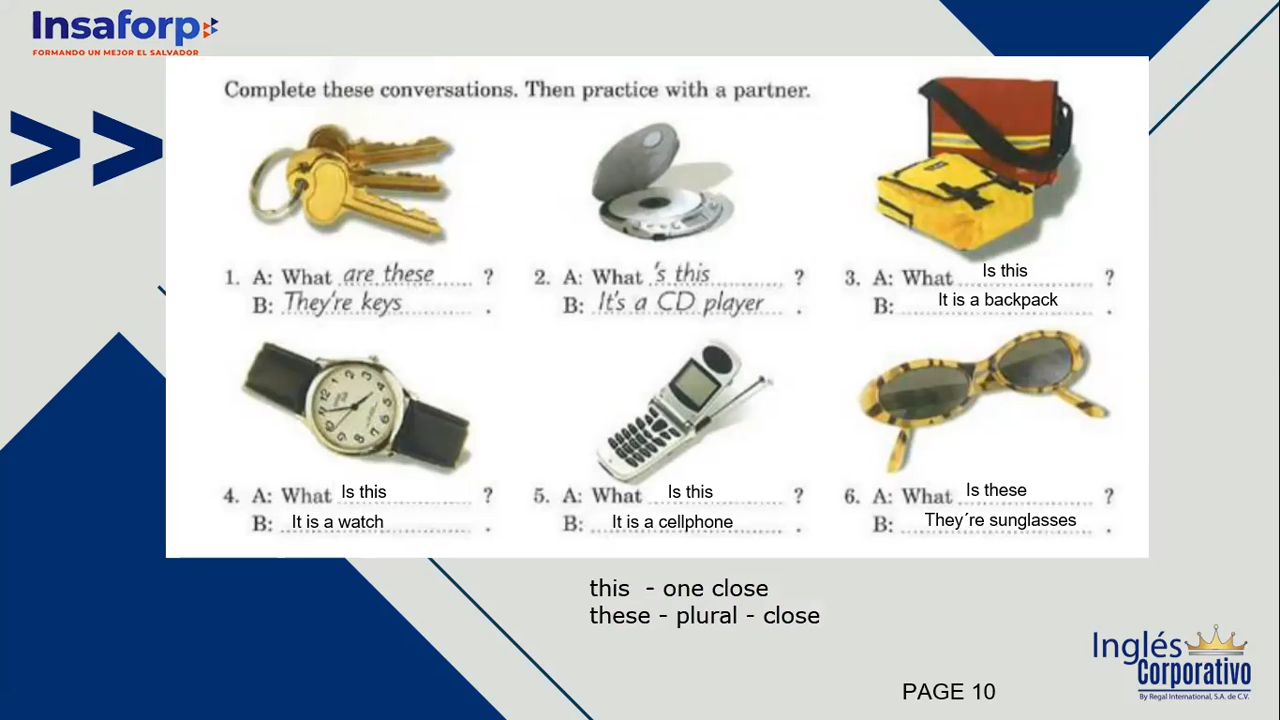 Insaforp
FORMANDO UN MEJOR EL SALVADOR
>>
Complete these conversations. Then practice with a partner.
1. A: What are these ?
B: They're keys .
2. A: What 's this ?
B: It's a CD player .
3. A: What Is this ?
B: It is a backpack .
4. A: What Is this ?
B: It is a watch .
5. A: What Is this ?
B: It is a cellphone .
6. A: What Is these ?
B: They´re sunglasses .
this - one close
these - plural - close
Inglés
Corporativo
By Regal International, S.A. de C.V.
PAGE 10